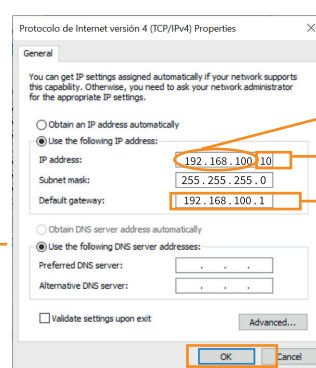 Protocolo de Internet versión 4 (TCP/IPv4) Properties
General
You can get IP settings assigned automatically if your network supports
this capability. Otherwise, you need to ask your network administrator
for the appropriate IP settings.
Obtain an IP address automatically
Use the following IP address:
IP address: 192.168.100.10
Subnet mask: 255.255.255.0
Default gateway: 192.168.100.1
Obtain DNS server address automatically
Use the following DNS server addresses:
Preferred DNS server: . . .
Alternative DNS server: . . .
Validate settings upon exit
Advanced...
OK Cancel